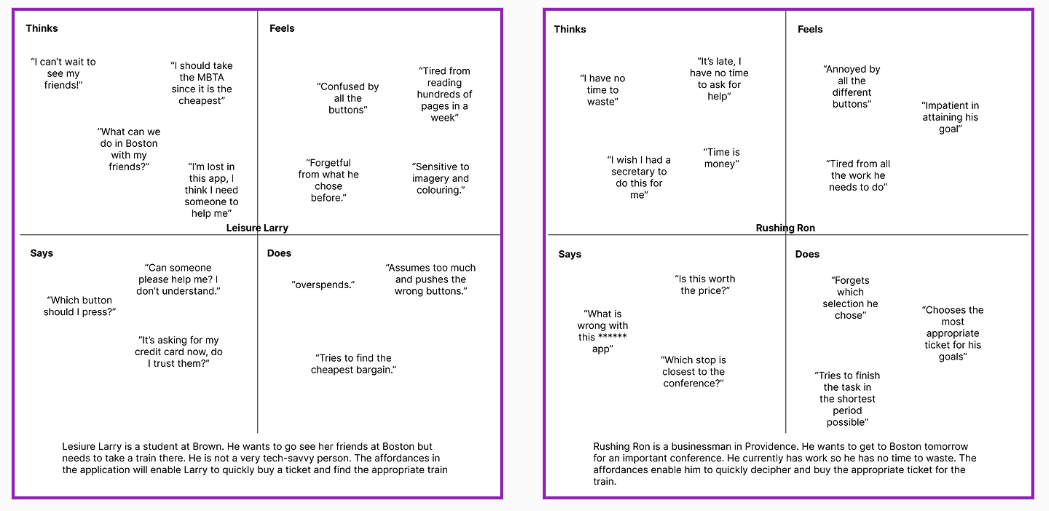 Thinks
"I can't wait to
see my
friends!"
"I should take
the MBTA
since it is the
cheapest"
"What can we
do in Boston
with my
friends?"
"I'm lost in
this app, I
think I need
someone to
help me"
Feels
"Confused by
all the
buttons"
"Tired from
reading
hundreds of
pages in a
week"
"Forgetful
from what he
chose
before."
"Sensitive to
imagery and
colouring."
Leisure Larry
Says
"Can someone
please help me? I
don't understand."
"Which button
should I press?"
"It's asking for my
credit card now, do
I trust them?"
Does
"overspends."
"Assumes too much
and pushes the
wrong buttons."
"Tries to find the
cheapest bargain."
Lesiure Larry is a student at Brown. He wants to go see her friends at Boston but
needs to take a train there. He is not a very tech-savvy person. The affordances in
the application will enable Larry to quickly buy a ticket and find the appropriate train
Thinks
"I have no
time to
waste"
"It's late, I
have no time
to ask for
help"
"I wish I had a
secretary to
do this for
me"
"Time is
money"
Feels
"Annoyed by
all the
different
buttons"
"Impatient in
attaining his
goal"
"Tired from all
the work he
needs to do"
Rushing Ron
Says
"Is this worth
the price?"
"What is
wrong with
this ******
app"
"Which stop is
closest to the
conference?"
Does
"Forgets
which
selection he
chose"
"Chooses the
most
appropriate
ticket for his
goals"
"Tries to finish
the task in
the shortest
period
possible"
Rushing Ron is a businessman in Providence. He wants to get to Boston tomorrow
for an important conference. He currently has work so he has no time to waste. The
affordances enable him to quickly decipher and buy the appropriate ticket for the
train.